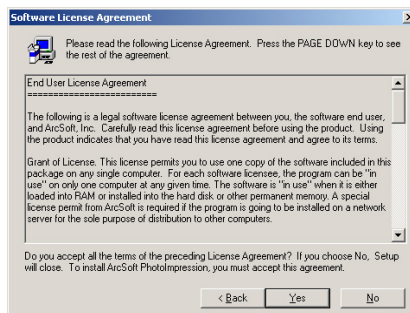 Software License Agreement
Please read the following License Agreement. Press the PAGE DOWN key to see
the rest of the agreement.
End User License Agreement
==========================
The following is a legal software license agreement between you, the software end user,
and ArcSoft, Inc. Carefully read this license agreement before using the product. Using
the product indicates that you have read this license agreement and agree to its terms.
Grant of License. This license permits you to use one copy of the software included in this
package on any single computer. For each software licensee, the program can be "in
use" on only one computer at any given time. The software is "in use" when it is either
loaded into RAM or installed into the hard disk or other permanent memory. A special
license permit from ArcSoft is required if the program is going to be installed on a network
server for the sole purpose of distribution to other computers.
Do you accept all the terms of the preceding License Agreement? If you choose No, Setup
will close. To install ArcSoft PhotoImpression, you must accept this agreement.
< Back
Yes
No